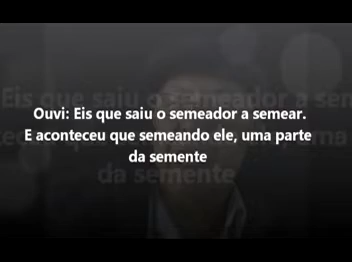 Ouvi: Eis que saiu o semeador a semear.
E aconteceu que semeando ele, uma parte
da semente